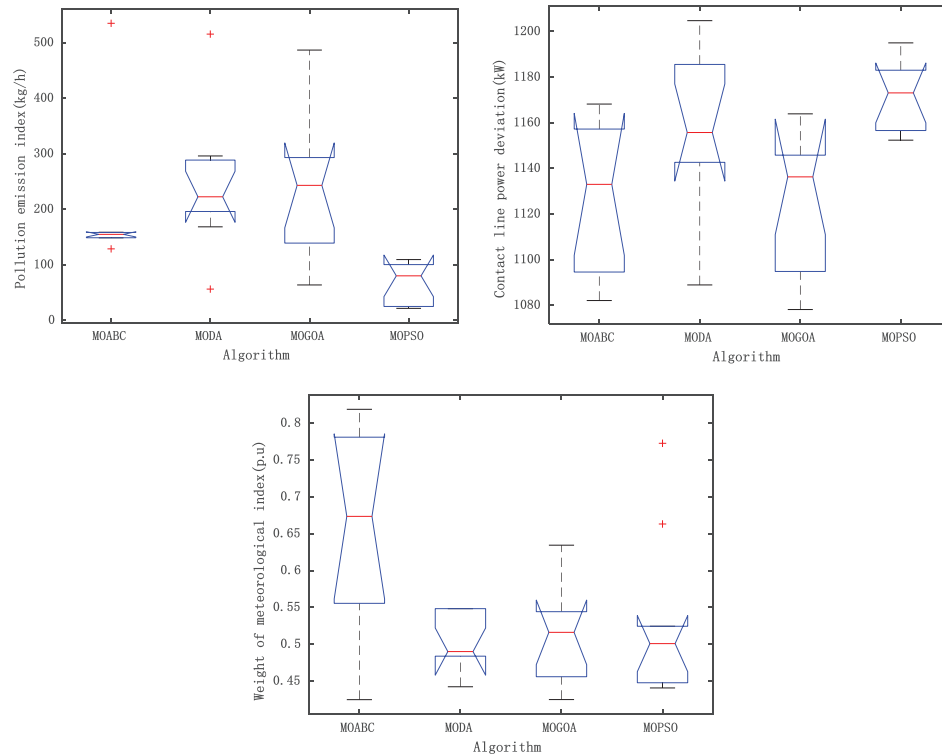 Pollution emission index(kg/h)
500
400
300
200
100
0
MOABC MODA MOGOA MOPSO
Algorithm
Contact line power deviation(kW)
1200
1180
1160
1140
1120
1100
1080
MOABC MODA MOGOA MOPSO
Algorithm
Weight of meteorological index(p.u)
0.8
0.75
0.7
0.65
0.6
0.55
0.5
0.45
MOABC MODA MOGOA MOPSO
Algorithm